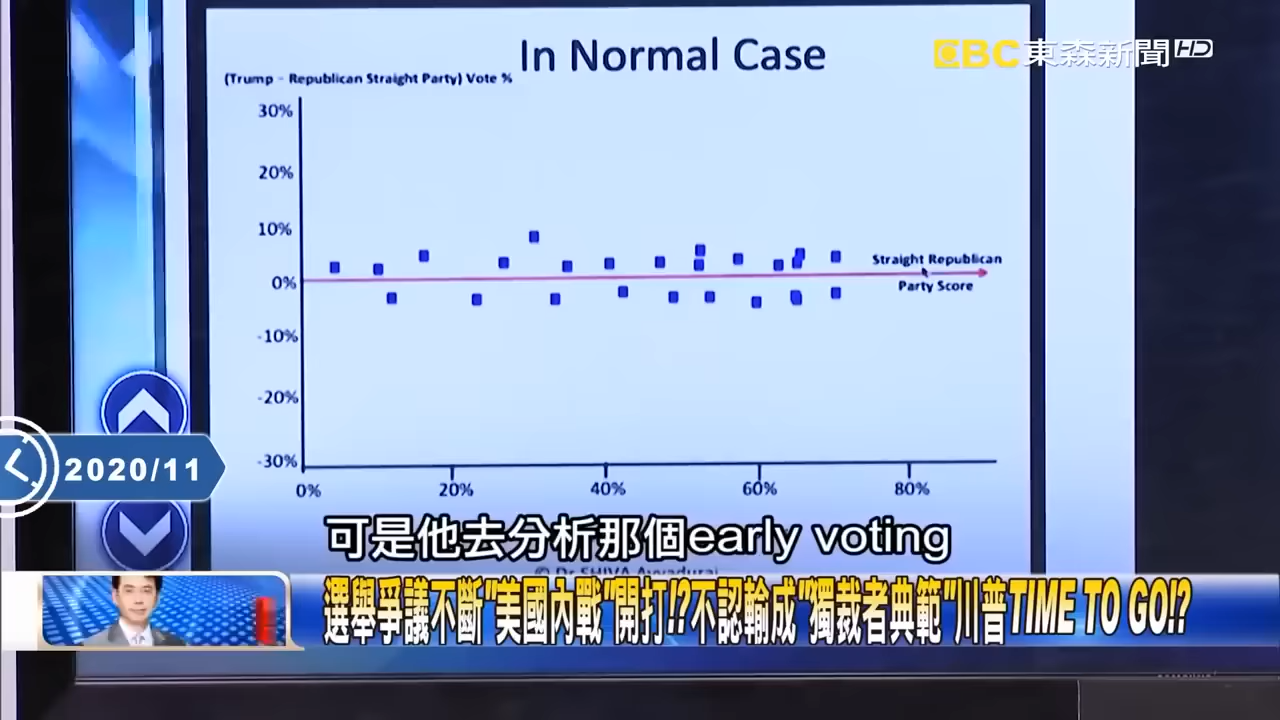 In Normal Case
EBC東森新聞HD
(Trump - Republican Straight Party) Vote %
30%
20%
10%
0%
-10%
-20%
-30%
Straight Republican
Party Score
0%
20%
40%
60%
80%
2020/11
可是他去分析那個early voting
© Dr.SHIVA Ayyadurai
選舉爭議不斷"美國內戰"開打!?不認輸成"獨裁者典範"川普TIME TO GO!?